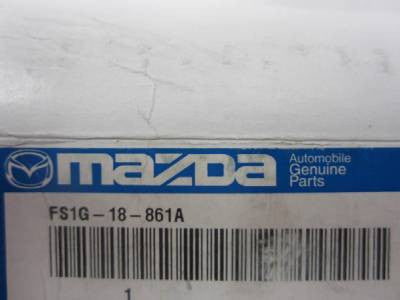 mazda
Automobile
Genuine
Parts
FS1G-18-861A
1